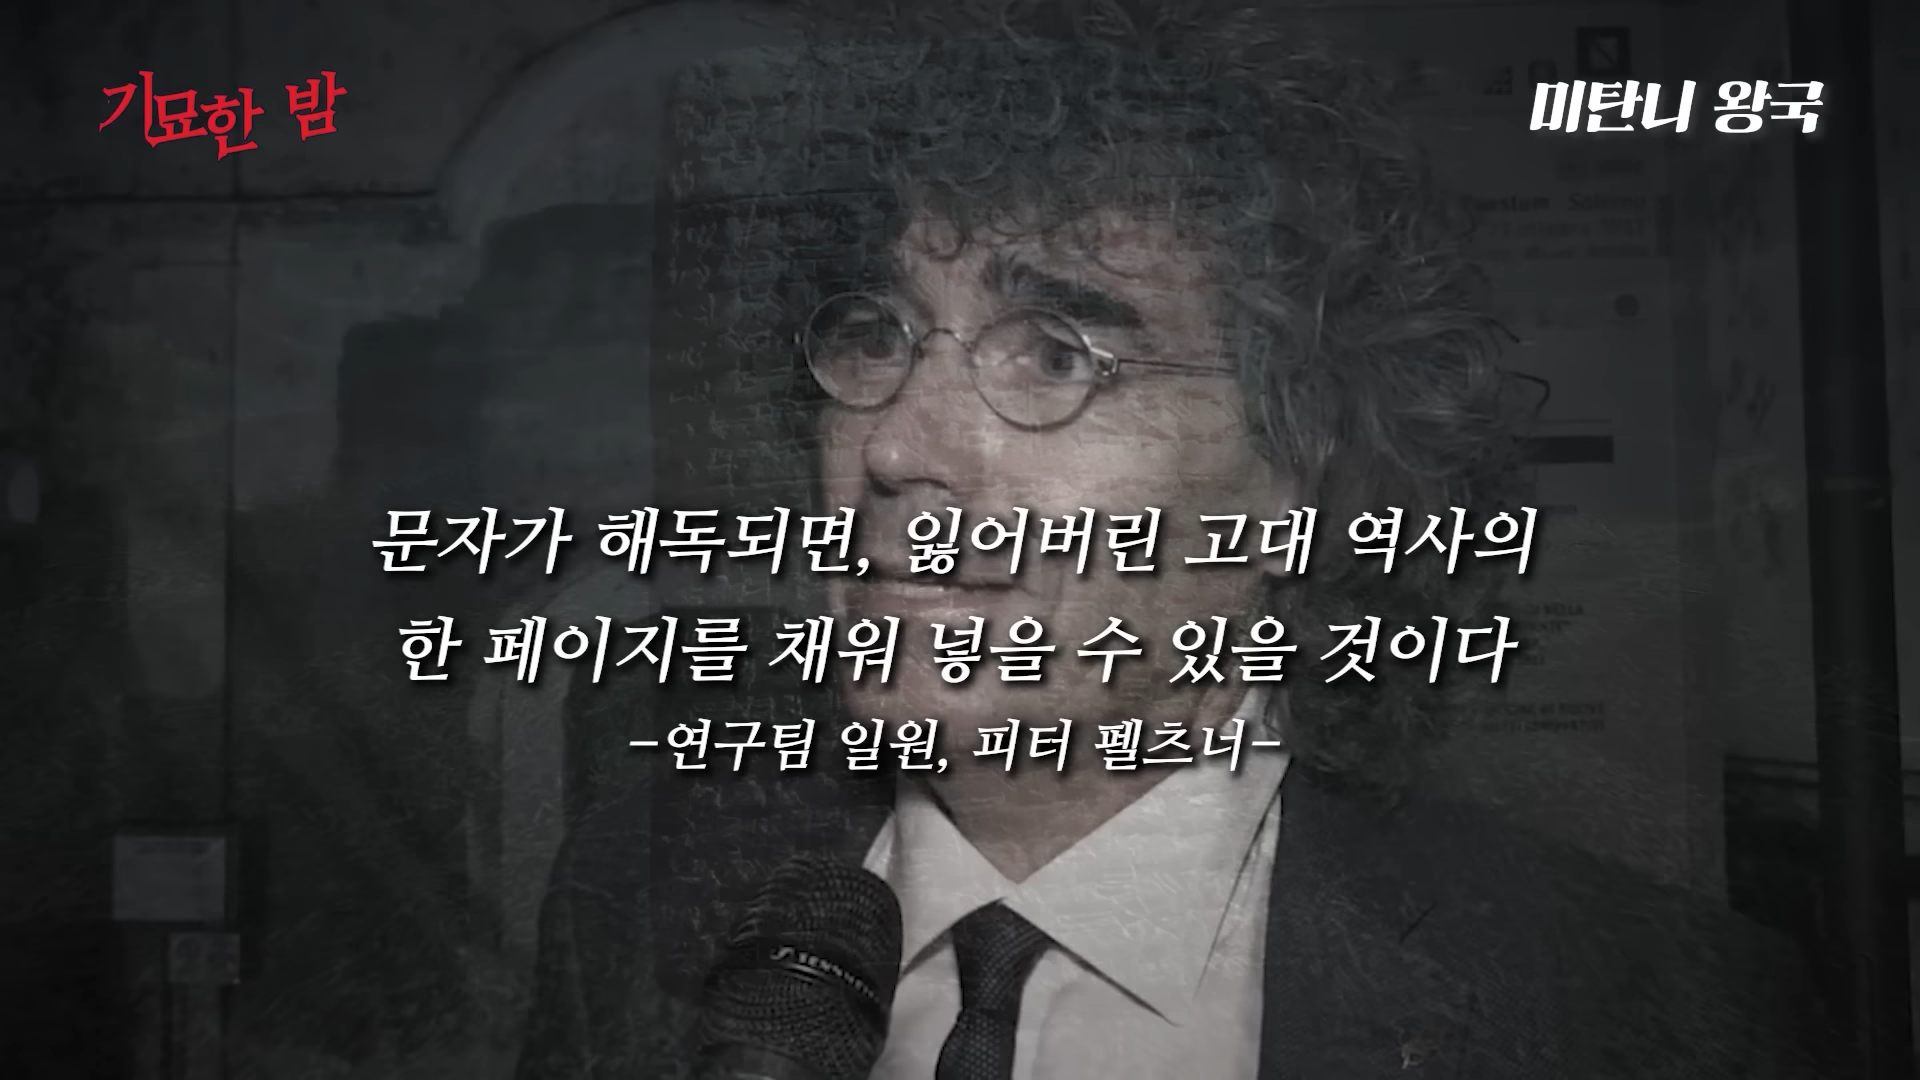 기묘한 밤
미탄니 왕국
Paestum Salerno
문자가 해독되면, 잃어버린 고대 역사의
한 페이지를 채워 넣을 수 있을 것이다
-연구팀 일원, 피터 펠츠너-